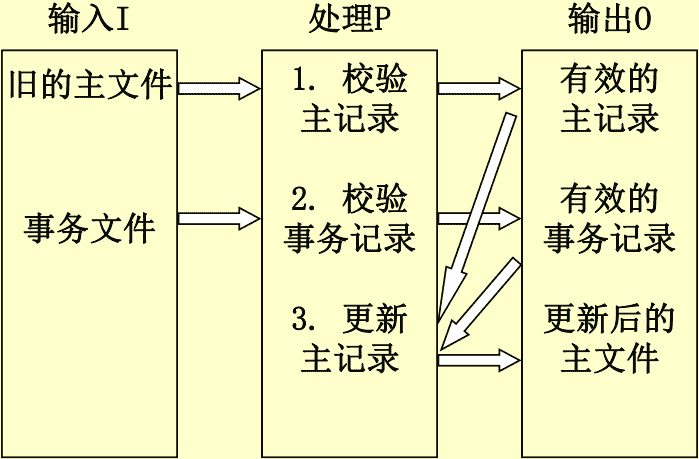 输入I
处理P
输出O
旧的主文件
1. 校验
主记录
有效的
主记录
事务文件
2. 校验
事务记录
有效的
事务记录
3. 更新
主记录
更新后的
主文件